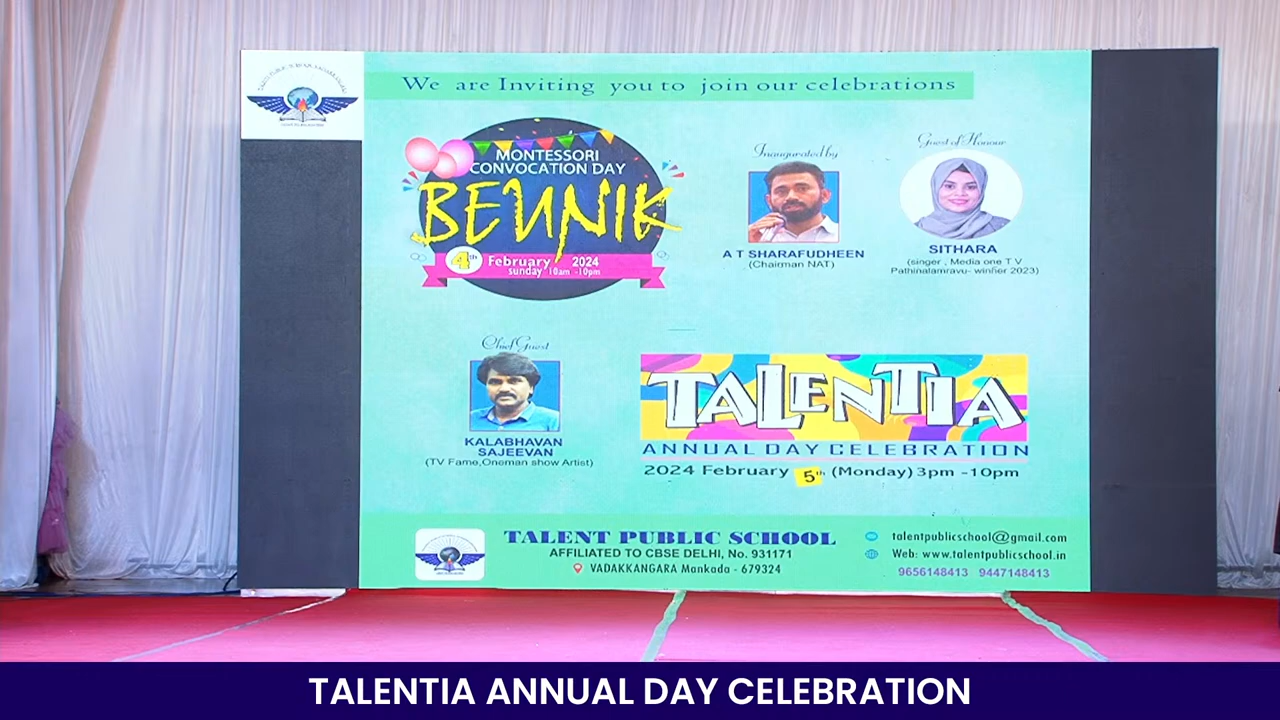 We are Inviting you to join our celebrations
MONTESSORI
CONVOCATION DAY
BEUNIK
4th February 2024
sunday 10am -10pm
Inaugurated by
A T SHARAFUDHEEN
(Chairman NAT)
Guest of Honour
SITHARA
(singer , Media one T V
Pathinalamravu- winner 2023)
Chief Guest
KALABHAVAN
SAJEEVAN
(TV Fame,Oneman show Artist)
TALENTIA
ANNUAL DAY CELEBRATION
2024 February 5th (Monday) 3pm -10pm
TALENT PUBLIC SCHOOL
AFFILIATED TO CBSE DELHI, No. 931171
VADAKKANGARA Mankada - 679324
talentpublicschool@gmail.com
Web: www.talentpublicschool.in
9656148413 9447148413
TALENTIA ANNUAL DAY CELEBRATION